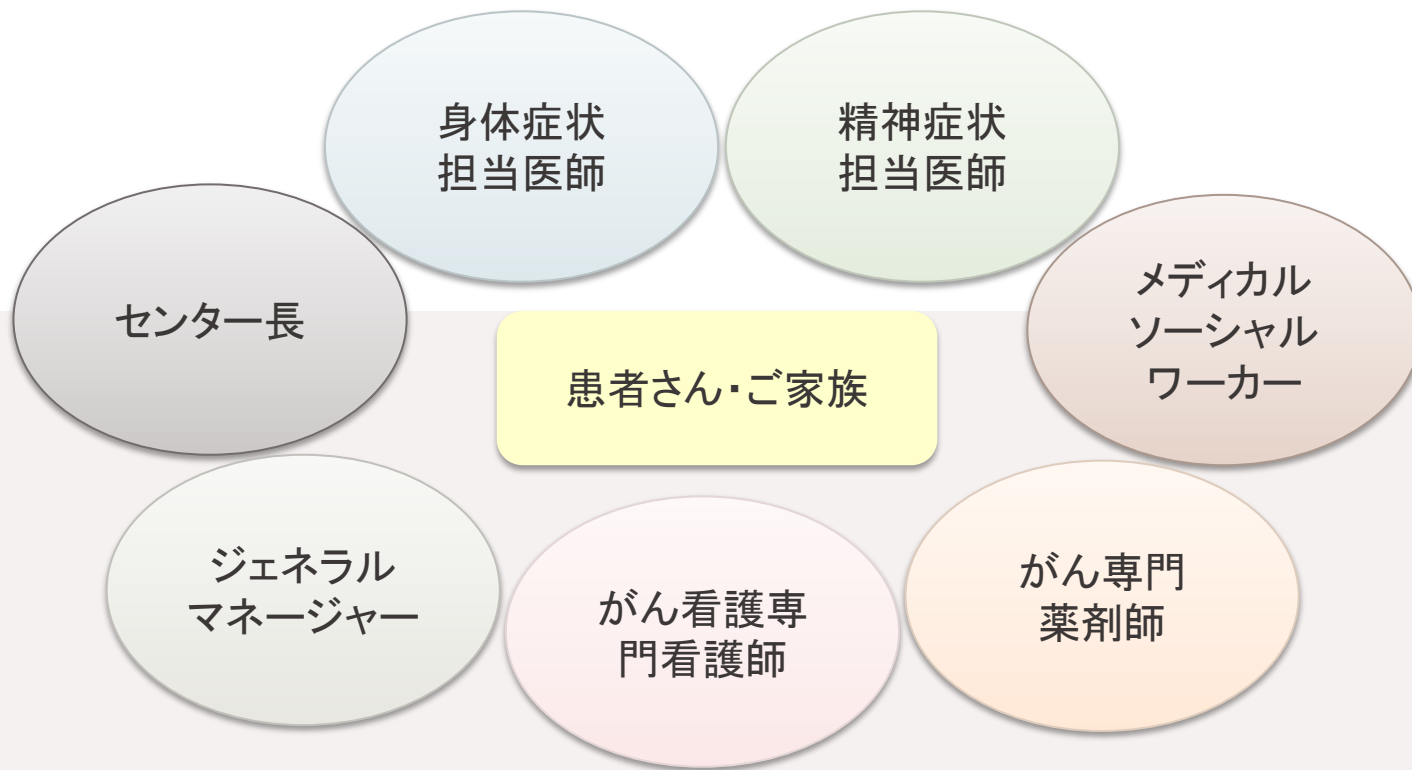 身体症状
担当医師
精神症状
担当医師
センター長
患者さん・ご家族
メディカル
ソーシャル
ワーカー
ジェネラル
マネージャー
がん看護専
門看護師
がん専門
薬剤師